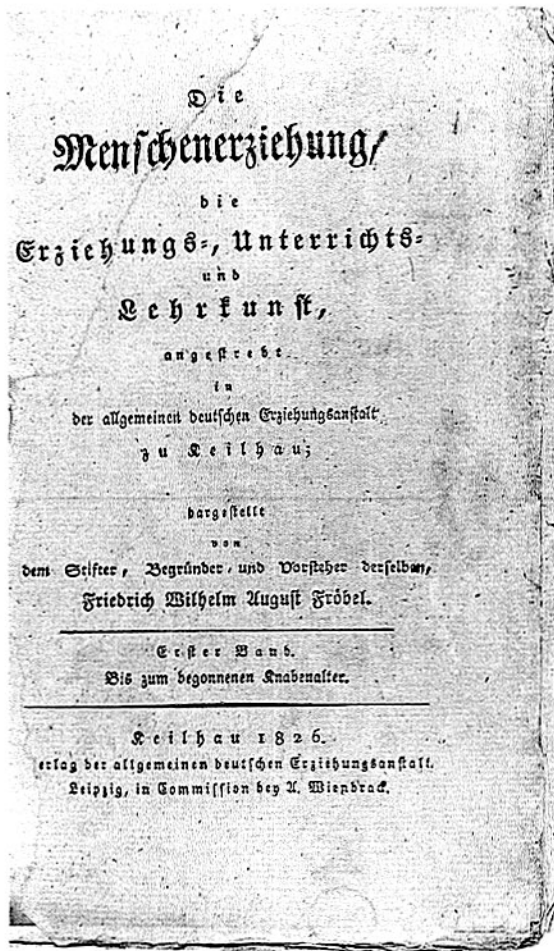 Die
Menschenerziehung,
die
Erziehungs-, Unterrichts-
und
Lehrkunst,
angestrebt
in
der allgemeinen deutschen Erziehungsanstalt
zu Keilhau;
dargestellt
von
dem Stifter, Begründer und Vorsteher derselben,
Friedrich Wilhelm August Fröbel.
Erster Band.
Bis zum begonnenen Knabenalter.
Keilhau 1826.
erlag der allgemeinen deutschen Erziehungsanstalt.
Leipzig, in Commission bey A. Wienbrack.